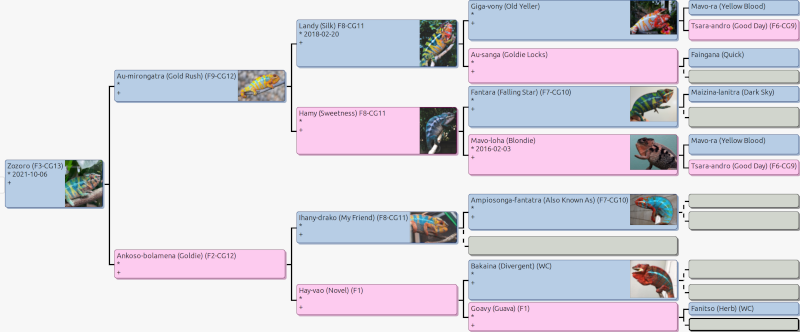 Zozoro (F3-CG13)
* 2021-10-06
+
Au-mirongatra (Gold Rush) (F9-CG12)
*
+
Ankoso-bolamena (Goldie) (F2-CG12)
*
+
Landy (Silk) F8-CG11
* 2018-02-20
+
Hamy (Sweetness) F8-CG11
*
+
Ihany-drako (My Friend) (F8-CG11)
*
+
Hay-vao (Novel) (F1)
*
+
Giga-vony (Old Yeller)
*
+
Au-sanga (Goldie Locks)
*
+
Fantara (Falling Star) (F7-CG10)
*
+
Mavo-loha (Blondie)
* 2016-02-03
+
Ampiosonga-fantatra (Also Known As) (F7-CG10)
*
+
Bakaina (Divergent) (WC)
*
+
Goavy (Guava) (F1)
*
+
Mavo-ra (Yellow Blood)
Tsara-andro (Good Day) (F6-CG9)
Faingana (Quick)
Maizina-lanitra (Dark Sky)
Mavo-ra (Yellow Blood)
Tsara-andro (Good Day) (F6-CG9)
Fanitso (Herb) (WC)